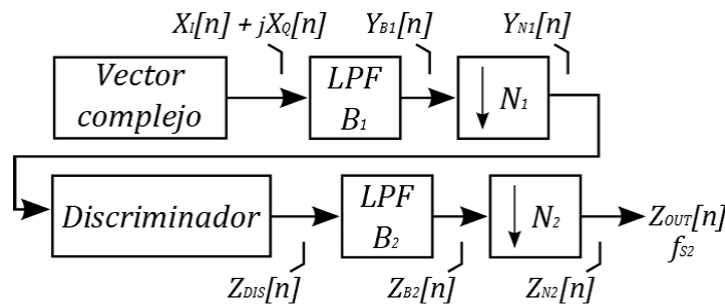 X_I[n] + jX_Q[n]
Y_B1[n]
Y_N1[n]
Vector
complejo
LPF
B_1
↓ N_1
Discriminador
LPF
B_2
↓ N_2
Z_OUT[n]
f_S2
Z_DIS[n]
Z_B2[n]
Z_N2[n]